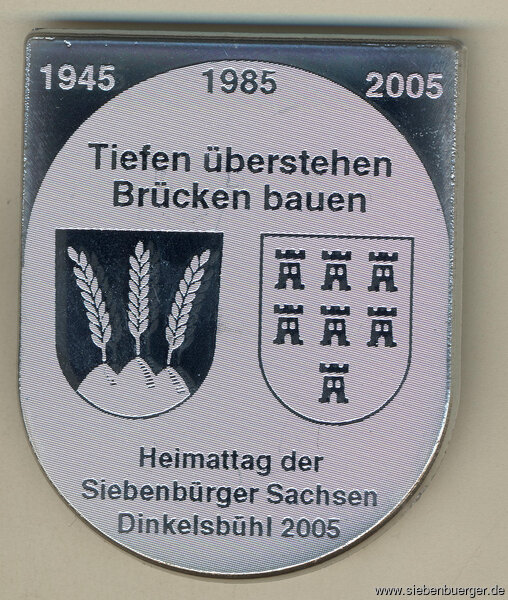 1945 1985 2005
Tiefen überstehen
Brücken bauen
Heimattag der
Siebenbürger Sachsen
Dinkelsbühl 2005
www.siebenbuerger.de